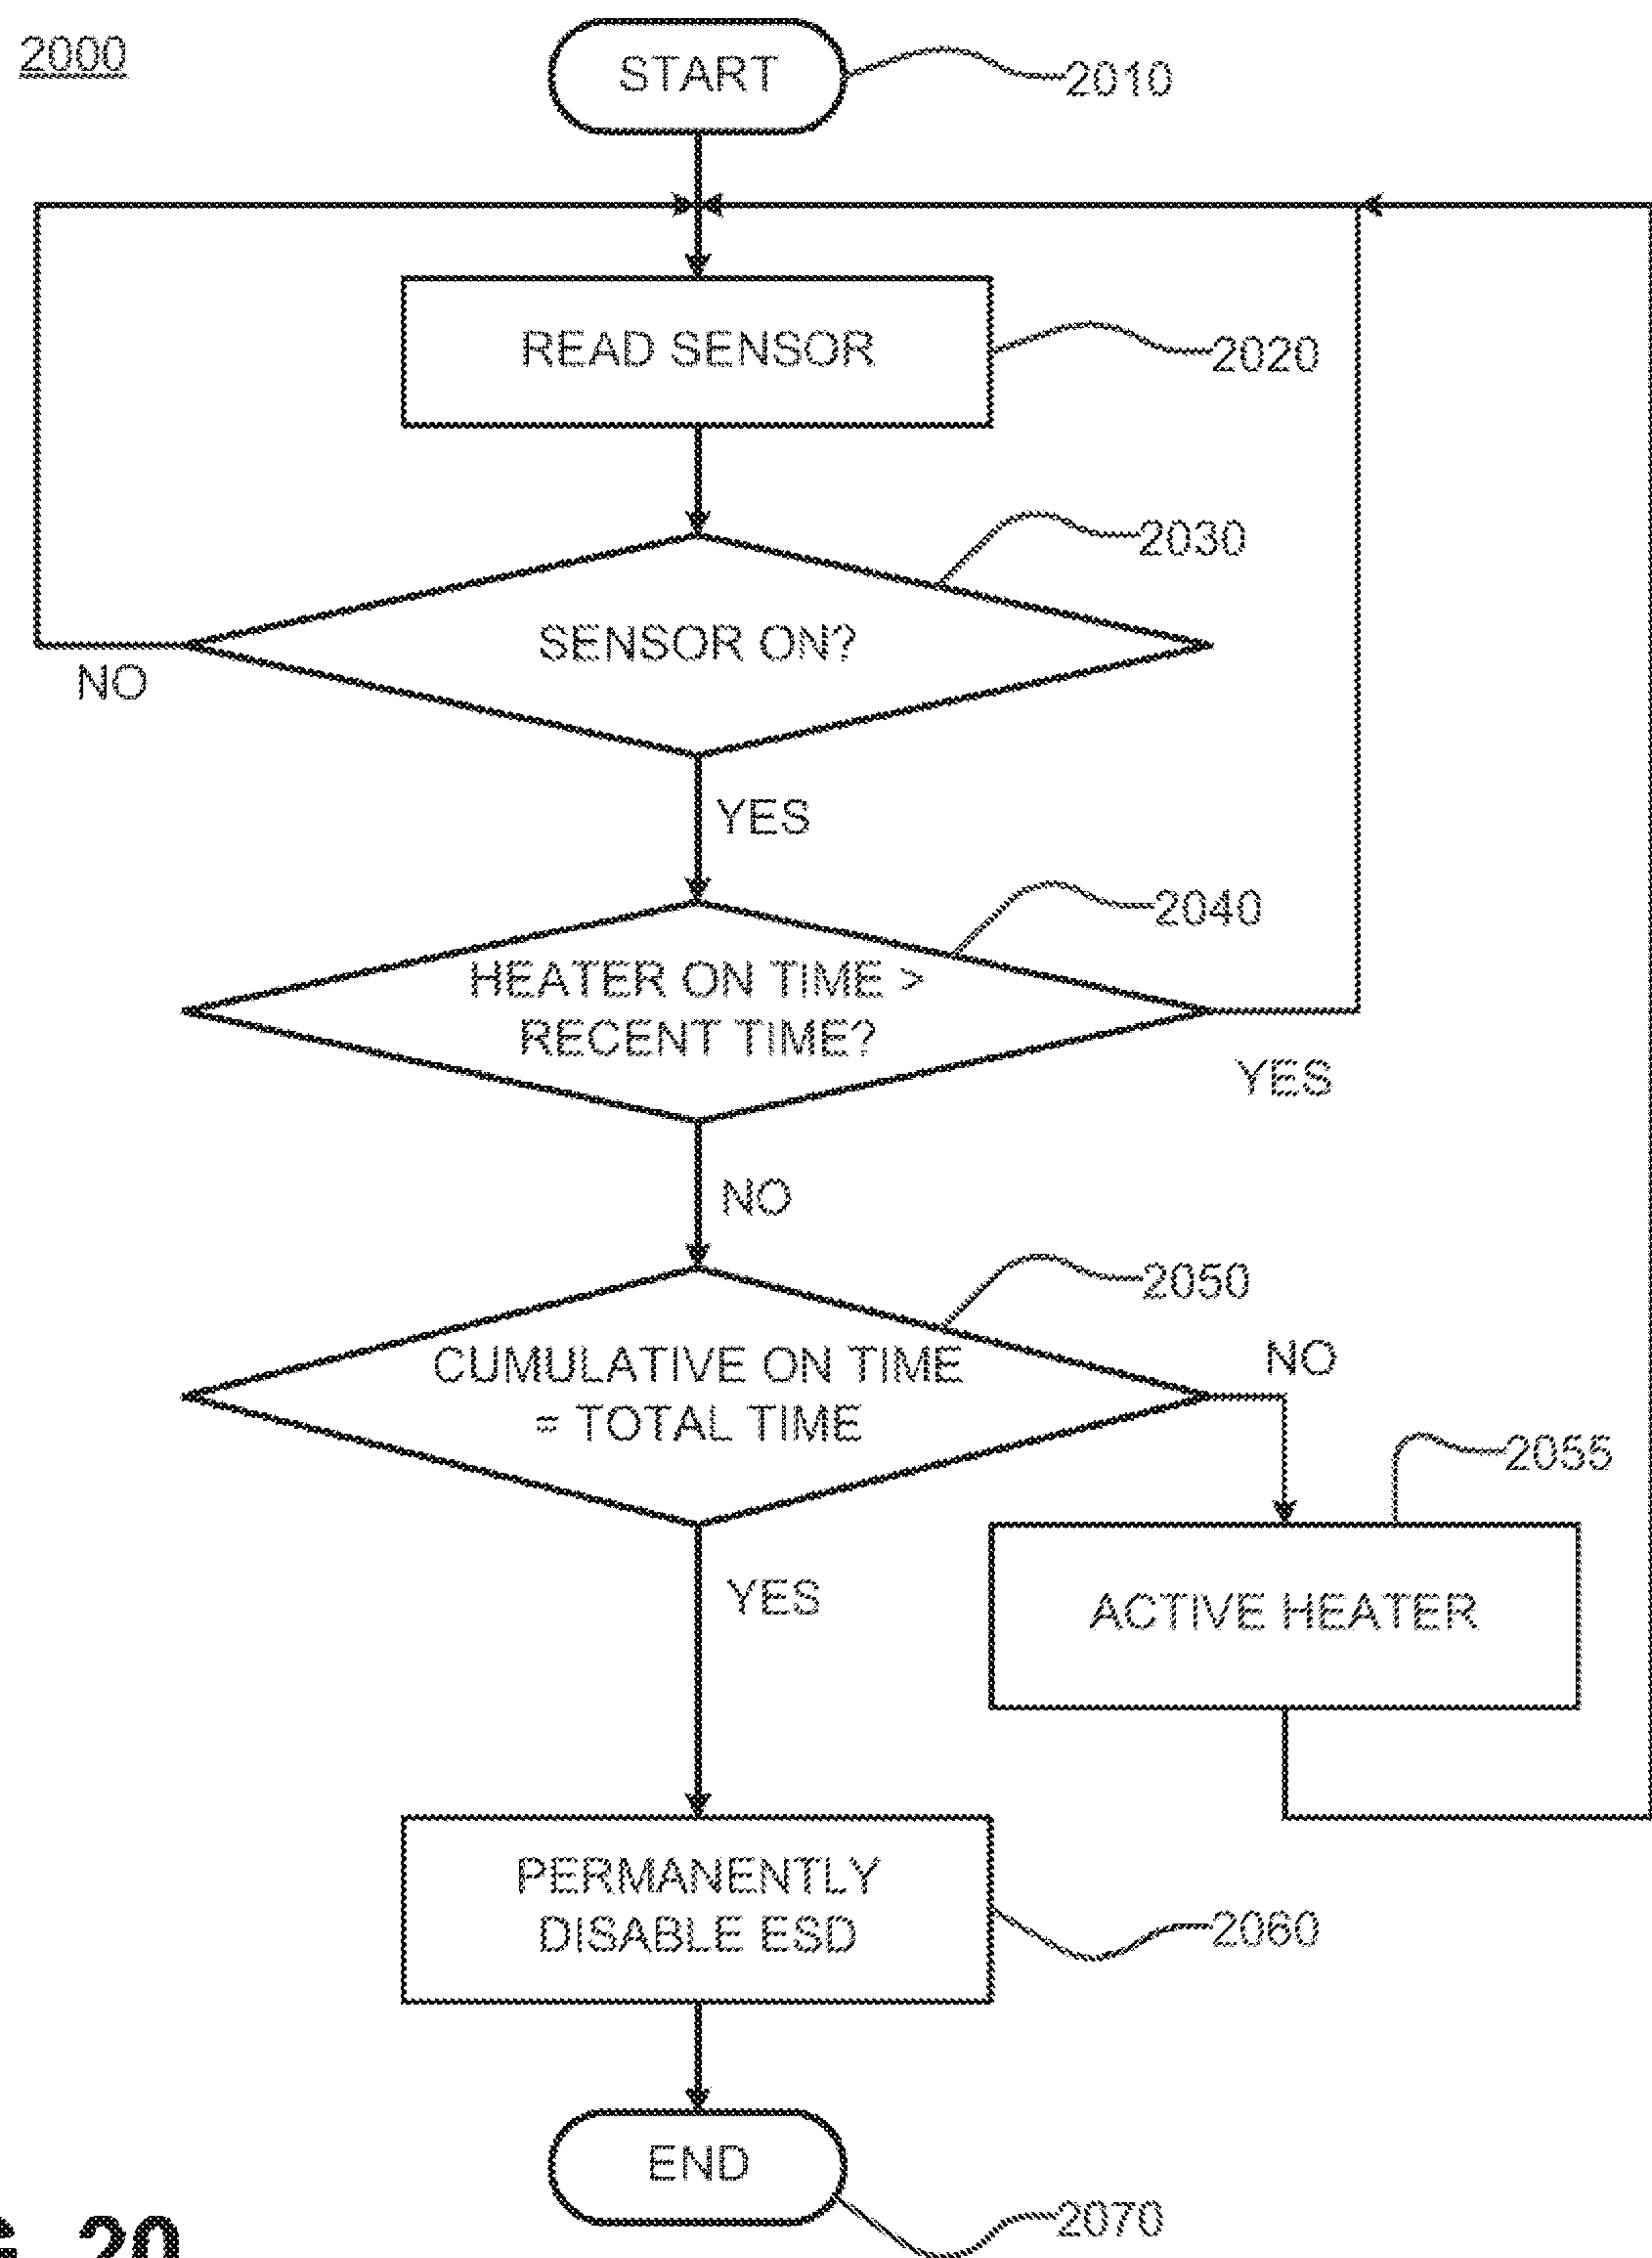 2000
START
2010
READ SENSOR
2020
2030
SENSOR ON?
NO
YES
2040
HEATER ON TIME >
RECENT TIME?
YES
NO
2050
CUMULATIVE ON TIME
= TOTAL TIME
NO
2055
ACTIVE HEATER
YES
PERMANENTLY
DISABLE ESD
2060
END
2070
G. 20